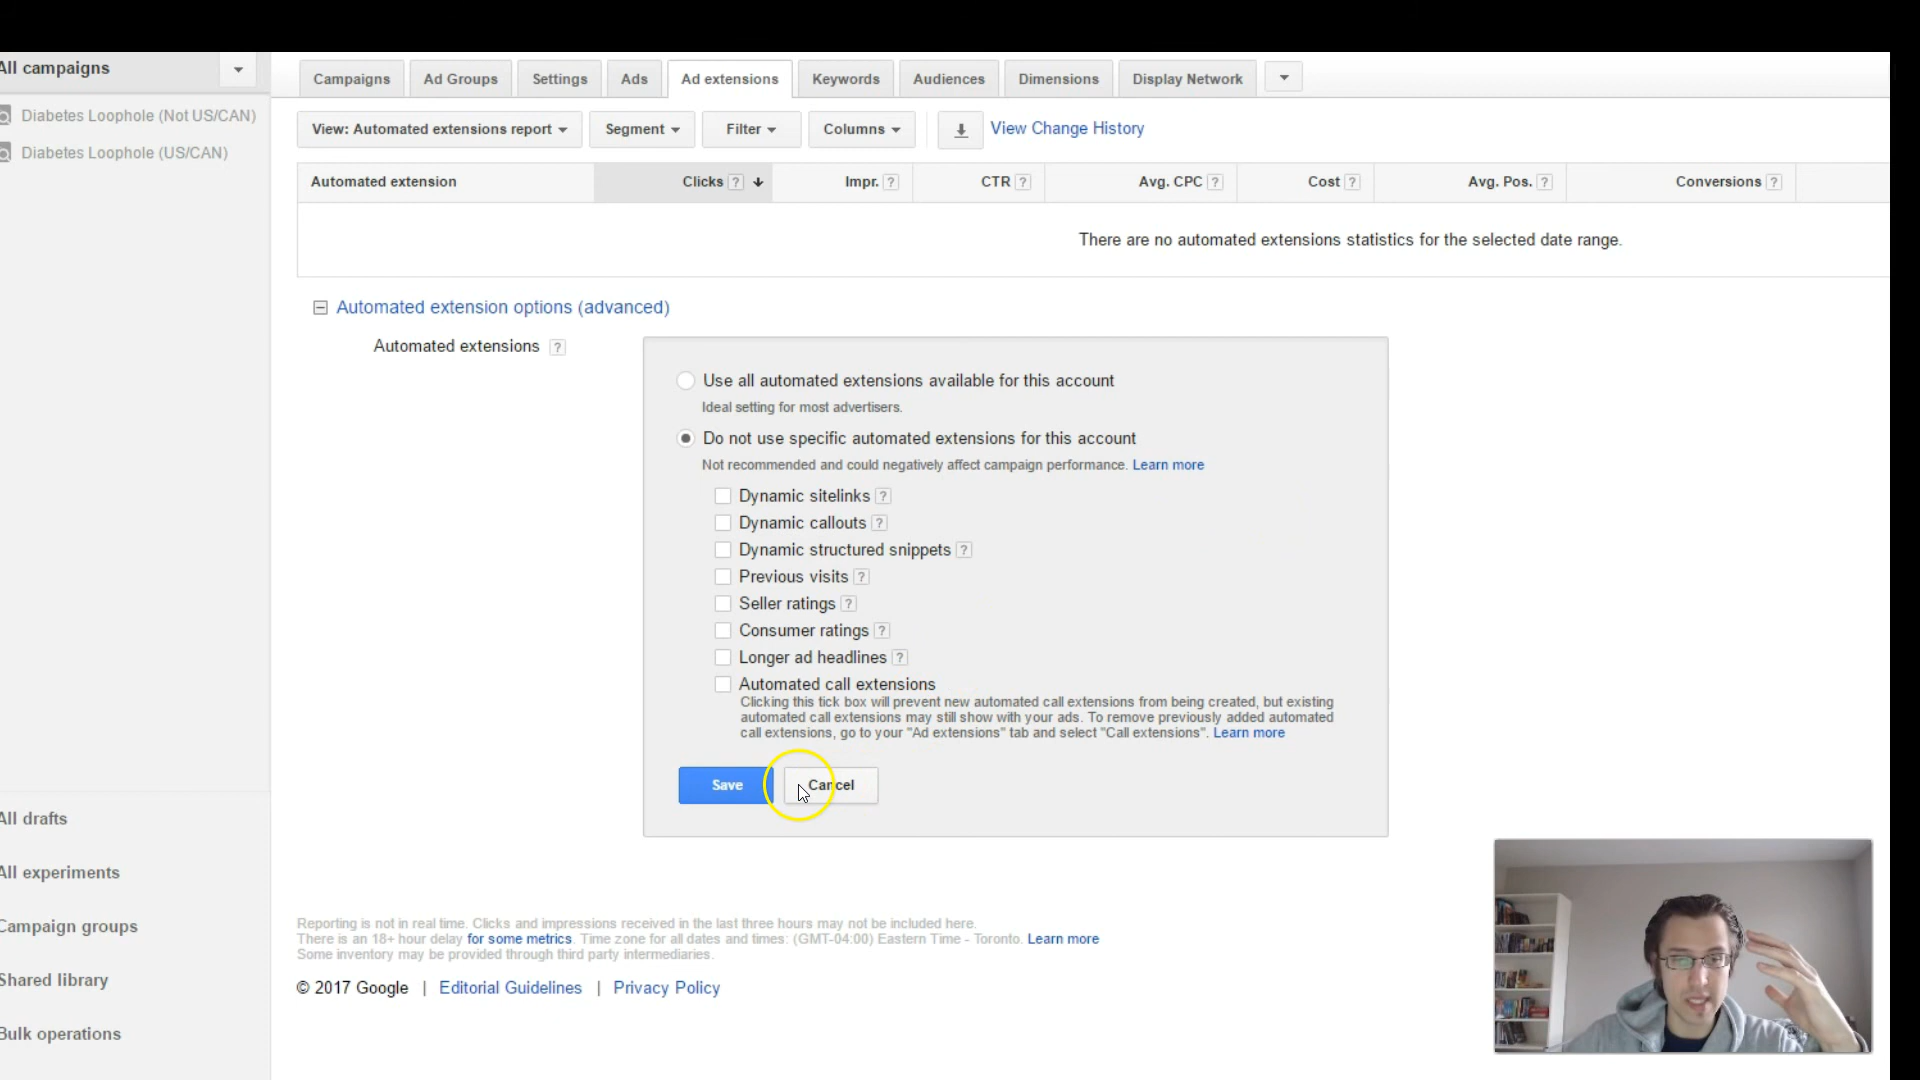 All campaigns
Diabetes Loophole (Not US/CAN)
Diabetes Loophole (US/CAN)
Campaigns Ad Groups Settings Ads Ad extensions Keywords Audiences Dimensions Display Network
View: Automated extensions report Segment Filter Columns View Change History
Automated extension Clicks ? Impr. ? CTR ? Avg. CPC ? Cost ? Avg. Pos. ? Conversions ?
There are no automated extensions statistics for the selected date range.
Automated extension options (advanced)
Automated extensions ?
Use all automated extensions available for this account
Ideal setting for most advertisers.
Do not use specific automated extensions for this account
Not recommended and could negatively affect campaign performance. Learn more
Dynamic sitelinks ?
Dynamic callouts ?
Dynamic structured snippets ?
Previous visits ?
Seller ratings ?
Consumer ratings ?
Longer ad headlines ?
Automated call extensions
Clicking this tick box will prevent new automated call extensions from being created, but existing
automated call extensions may still show with your ads. To remove previously added automated
call extensions, go to your "Ad extensions" tab and select "Call extensions". Learn more
Save Cancel
All drafts
All experiments
Campaign groups
Shared library
Bulk operations
Reporting is not in real time. Clicks and impressions received in the last three hours may not be included here.
There is an 18+ hour delay for some metrics. Time zone for all dates and times: (GMT-04:00) Eastern Time - Toronto. Learn more
Some inventory may be provided through third party intermediaries.
© 2017 Google | Editorial Guidelines | Privacy Policy